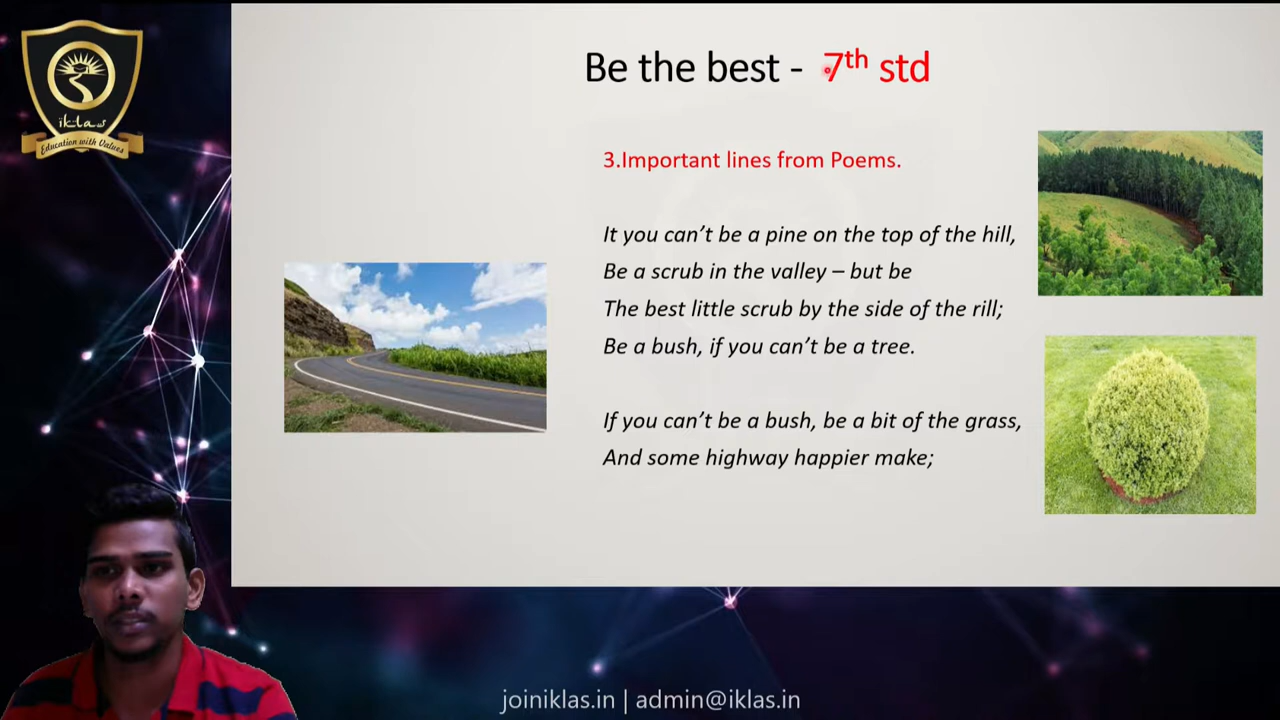 iklas
Education with Values
Be the best - 7th std
3.Important lines from Poems.
It you can’t be a pine on the top of the hill,
Be a scrub in the valley – but be
The best little scrub by the side of the rill;
Be a bush, if you can’t be a tree.
If you can’t be a bush, be a bit of the grass,
And some highway happier make;
joiniklas.in | admin@iklas.in